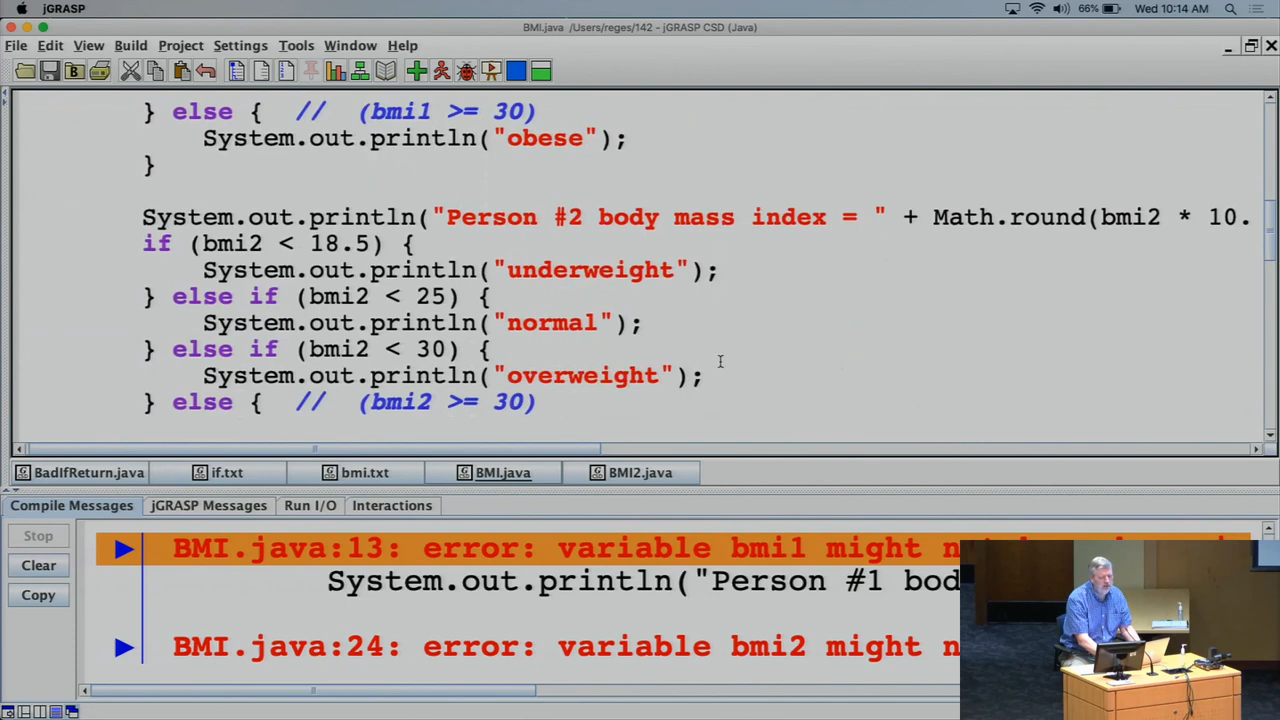 jGRASP
66%
Wed 10:14 AM
BMI.java /Users/reges/142 - jGRASP CSD (Java)
File Edit View Build Project Settings Tools Window Help
} else { // (bmi1 >= 30)
System.out.println("obese");
}
System.out.println("Person #2 body mass index = " + Math.round(bmi2 * 10.
if (bmi2 < 18.5) {
System.out.println("underweight");
} else if (bmi2 < 25) {
System.out.println("normal");
} else if (bmi2 < 30) {
System.out.println("overweight");
} else { // (bmi2 >= 30)
BadIfReturn.java if.txt bmi.txt BMI.java BMI2.java
Compile Messages jGRASP Messages Run I/O Interactions
Stop
Clear
Copy
BMI.java:13: error: variable bmi1 might
System.out.println("Person #1
BMI.java:24: error: variable bmi2 might